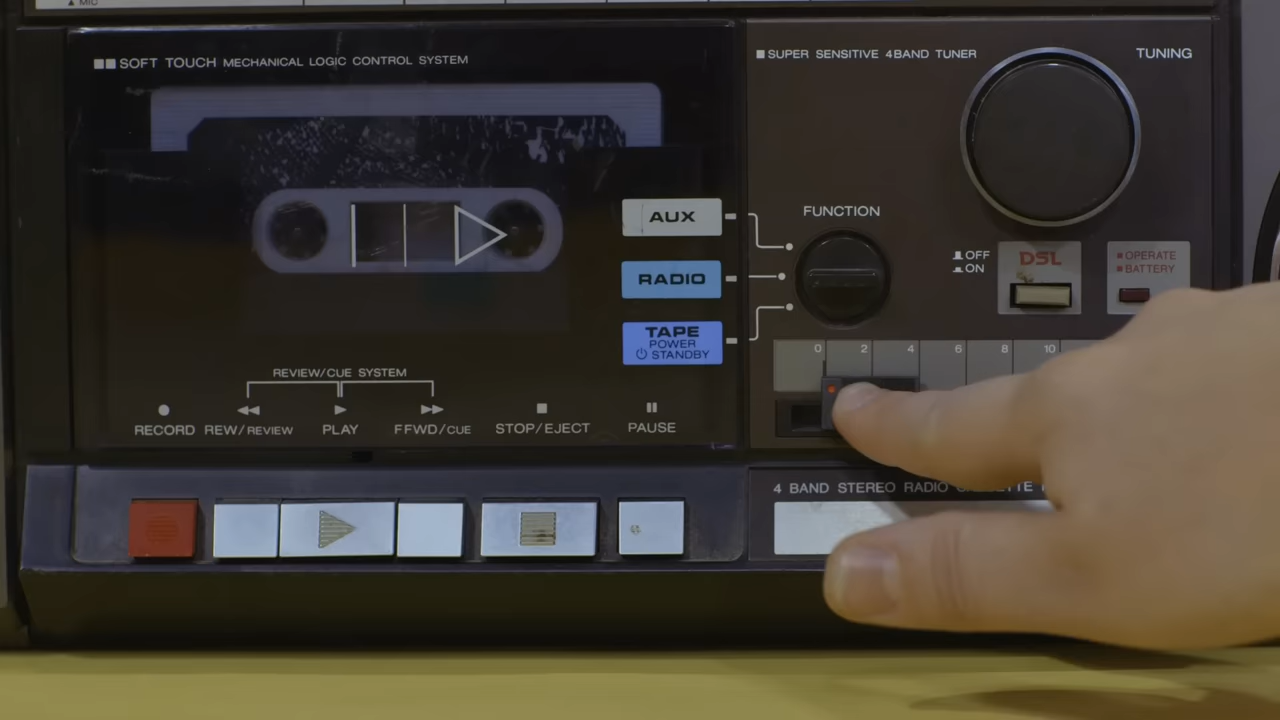 ▲ MIC
■■ SOFT TOUCH MECHANICAL LOGIC CONTROL SYSTEM
■ SUPER SENSITIVE 4BAND TUNER
TUNING
AUX
RADIO
TAPE
POWER
⏻ STANDBY
FUNCTION
OFF
ON
DSL
■ OPERATE
■ BATTERY
0 2 4 6 8 10
REVIEW/CUE SYSTEM
RECORD REW/REVIEW PLAY FFWD/CUE STOP/EJECT PAUSE
4 BAND STEREO RADIO